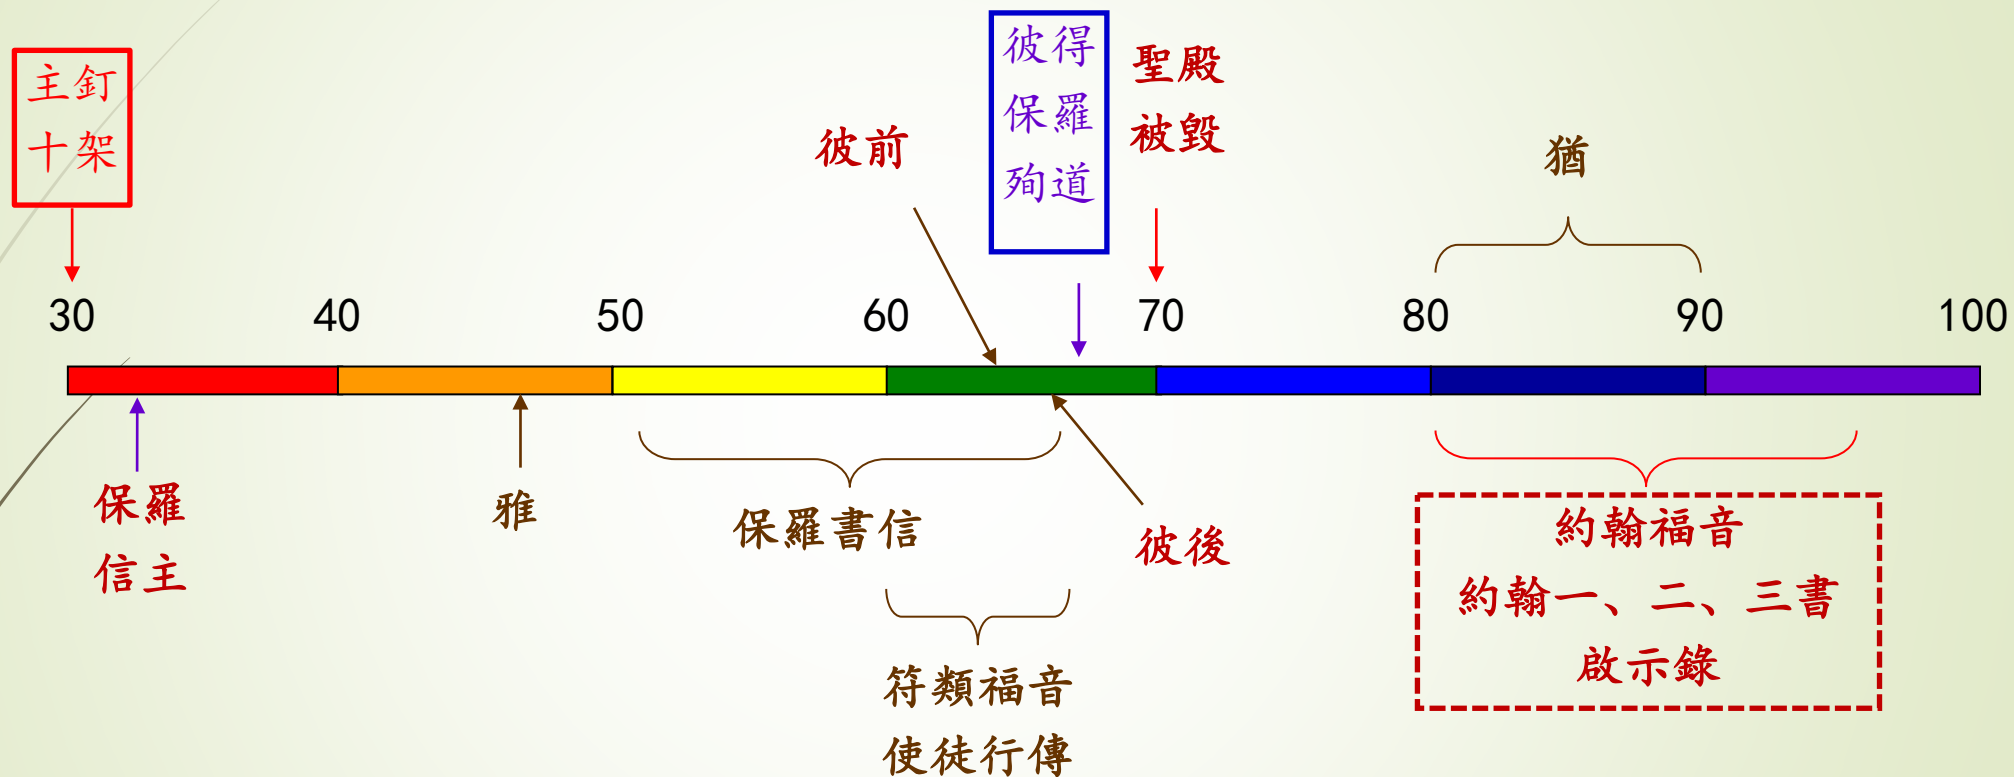 主釘
十架
彼得
保羅
殉道
聖殿
被毀
彼前
猶
30 40 50 60 70 80 90 100
保羅
信主
雅
保羅書信
彼後
符類福音
使徒行傳
約翰福音
約翰一、二、三書
啟示錄